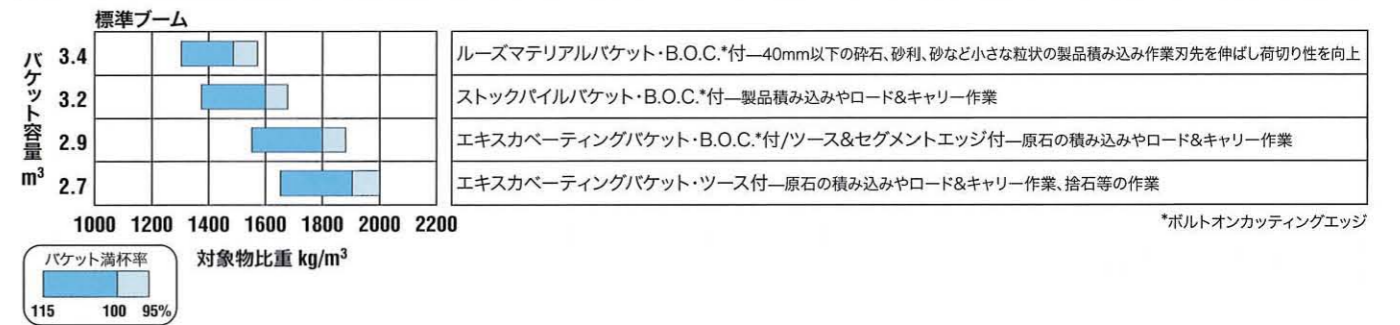 標準ブーム
バケット容量 m³
3.4
ルーズマテリアルバケット・B.O.C.*付―40mm以下の砕石、砂利、砂など小さな粒状の製品積み込み作業刃先を伸ばし荷切り性を向上
3.2
ストックパイルバケット・B.O.C.*付―製品積み込みやロード&キャリー作業
2.9
エキスカベーティングバケット・B.O.C.*付/ツース&セグメントエッジ付―原石の積み込みやロード&キャリー作業
2.7
エキスカベーティングバケット・ツース付―原石の積み込みやロード&キャリー作業、捨石等の作業
1000 1200 1400 1600 1800 2000 2200
*ボルトオンカッティングエッジ
対象物比重 kg/m³
バケット満杯率
115 100 95%